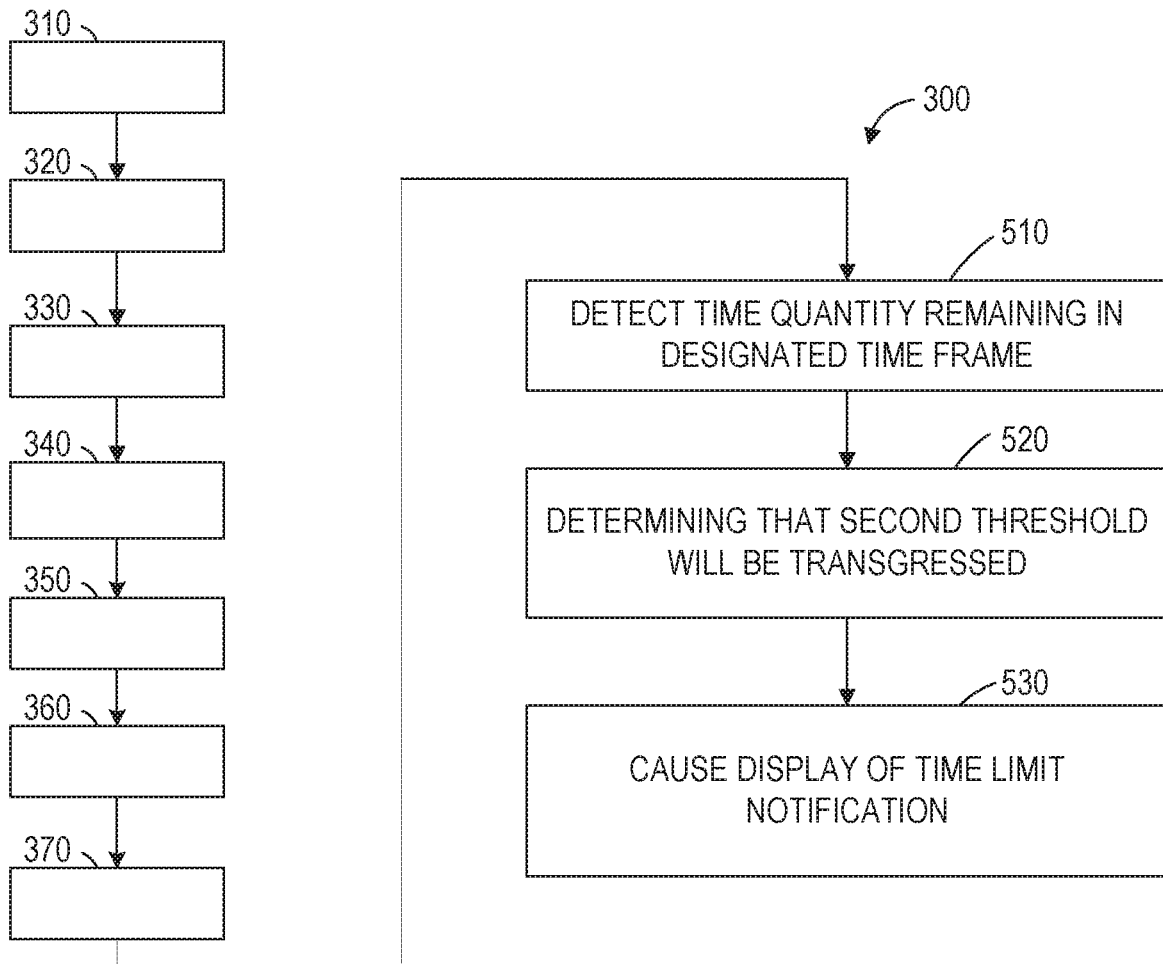 310
320
330
340
350
360
370
300
510
DETECT TIME QUANTITY REMAINING IN
DESIGNATED TIME FRAME
520
DETERMINING THAT SECOND THRESHOLD
WILL BE TRANSGRESSED
530
CAUSE DISPLAY OF TIME LIMIT
NOTIFICATION